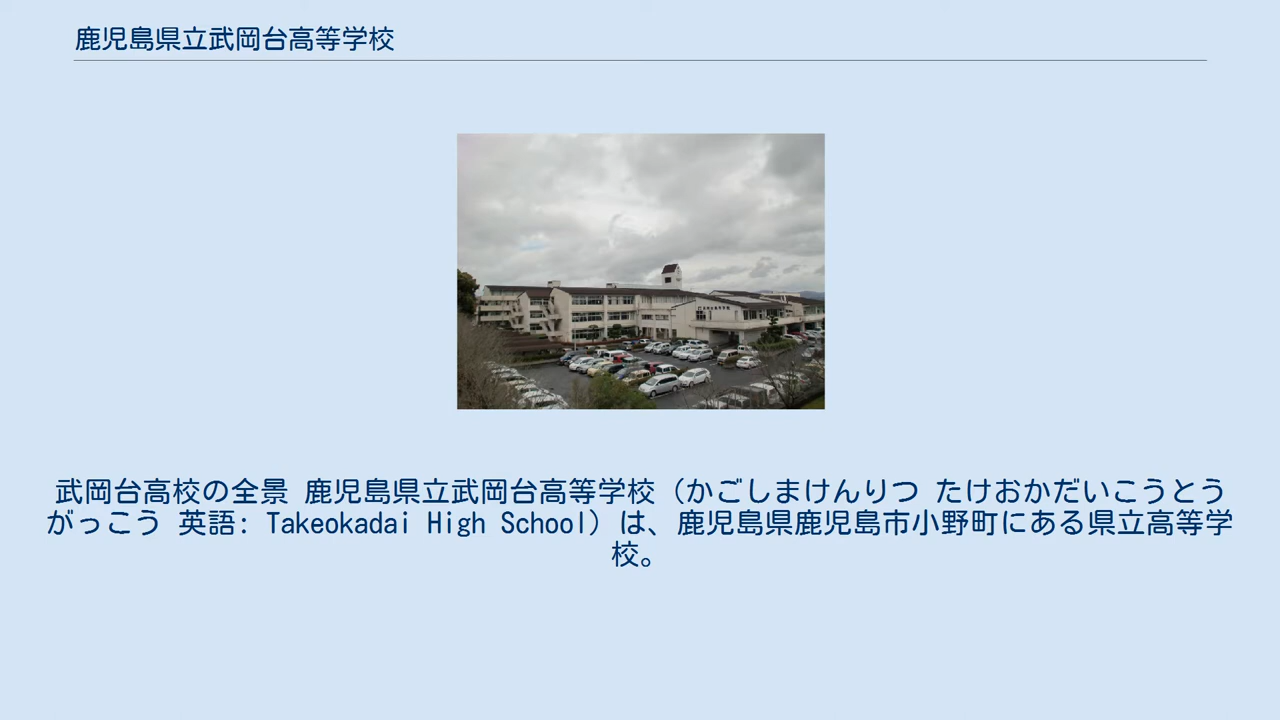 鹿児島県立武岡台高等学校
武岡台高校の全景 鹿児島県立武岡台高等学校（かごしまけんりつ たけおかだいこうとう
がっこう 英語: Takeokadai High School）は、鹿児島県鹿児島市小野町にある県立高等学
校。